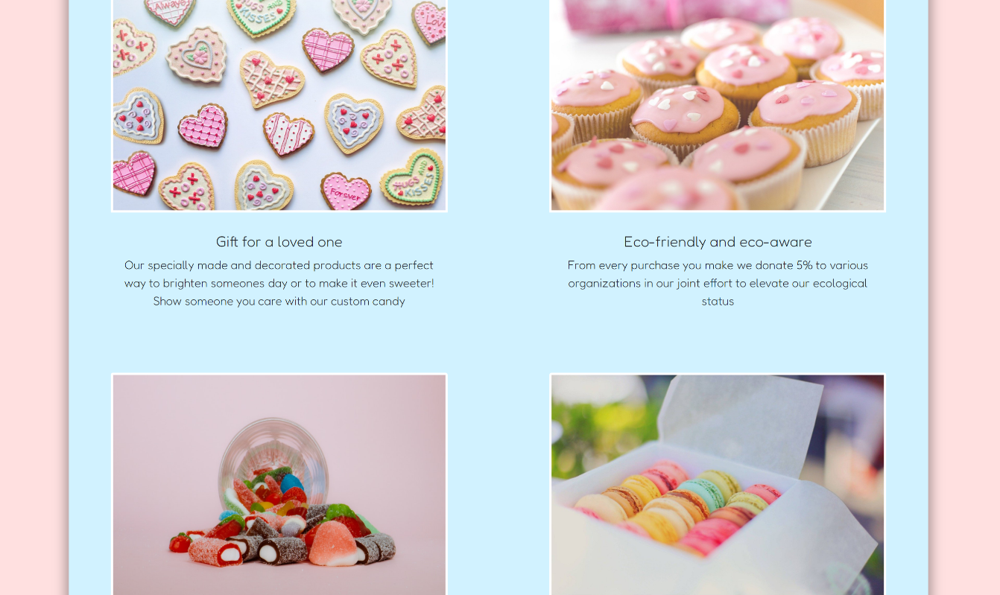 Always
HUGS AND
KISSES
Love
Forever
HUGS AND
KISSES
Gift for a loved one
Our specially made and decorated products are a perfect
way to brighten someones day or to make it even sweeter!
Show someone you care with our custom candy
Eco-friendly and eco-aware
From every purchase you make we donate 5% to various
organizations in our joint effort to elevate our ecological
status